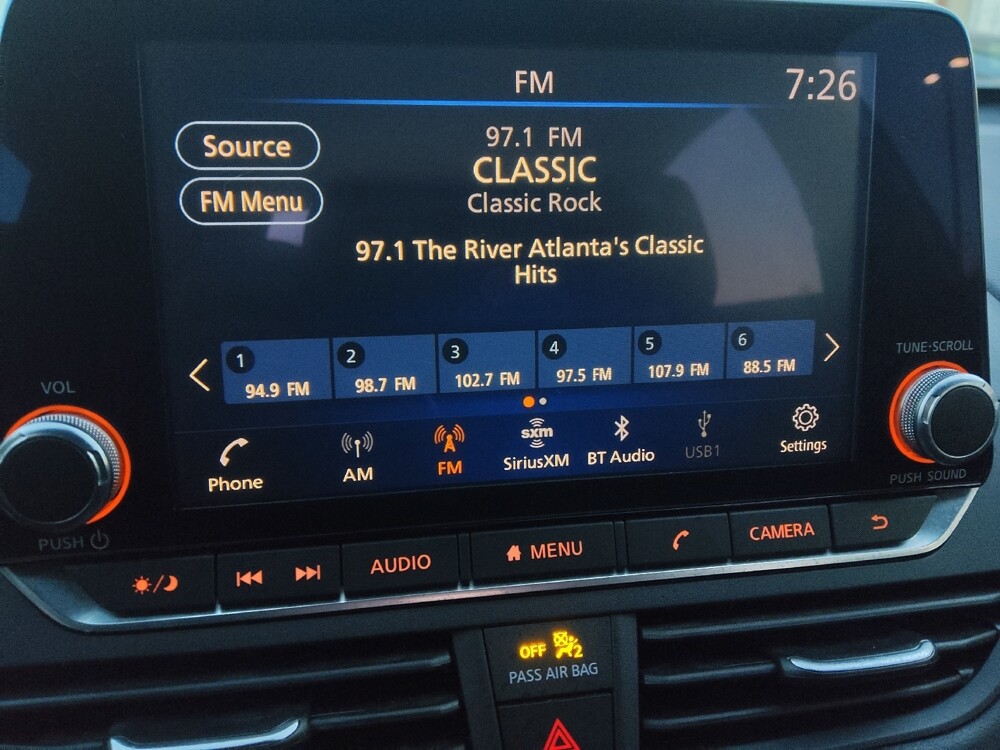 FM
7:26
Source
97.1 FM
CLASSIC
FM Menu
Classic Rock
97.1 The River Atlanta's Classic
Hits
1
2
3
4
5
6
94.9 FM
98.7 FM
102.7 FM
97.5 FM
107.9 FM
88.5 FM
VOL
TUNE·SCROLL
Phone
AM
FM
sxm
SiriusXM
BT Audio
USB1
Settings
PUSH
PUSH SOUND
AUDIO
MENU
CAMERA
OFF
2
PASS AIR BAG